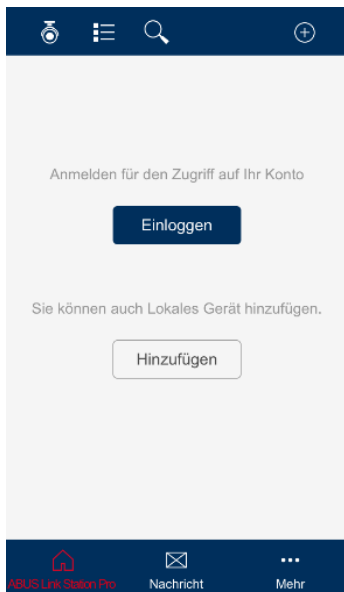 Anmelden für den Zugriff auf Ihr Konto
Einloggen
Sie können auch Lokales Gerät hinzufügen.
Hinzufügen
ABUS Link Station Pro
Nachricht
Mehr